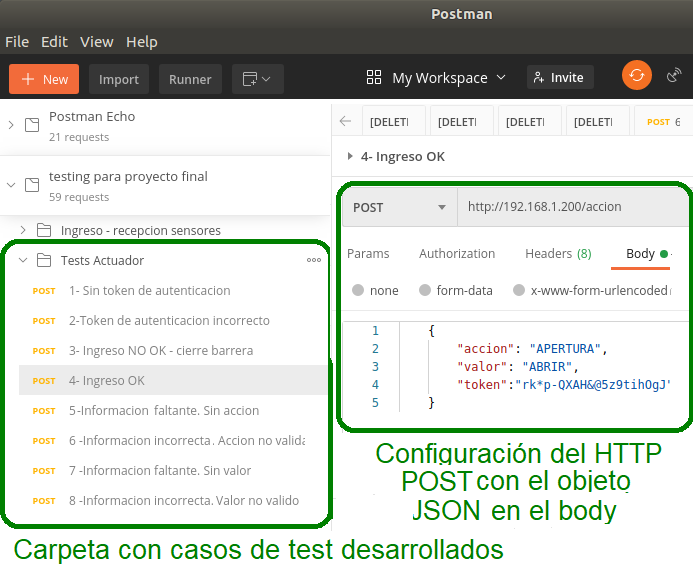 Postman
File Edit View Help
+ New Import Runner My Workspace Invite
Postman Echo
21 requests
testing para proyecto final
59 requests
Ingreso - recepcion sensores
Tests Actuador
POST 1- Sin token de autenticacion
POST 2-Token de autenticacion incorrecto
POST 3- Ingreso NO OK - cierre barrera
POST 4- Ingreso OK
POST 5-Informacion faltante. Sin accion
POST 6 -Informacion incorrecta. Accion no valida
POST 7 -Informacion faltante. Sin valor
POST 8 -Informacion incorrecta. Valor no valido
Carpeta con casos de test desarrollados
[DELETI [DELETI [DELETI [DELETI POST 6
4- Ingreso OK
POST http://192.168.1.200/accion
Params Authorization Headers (8) Body
none form-data x-www-form-urlencoded
1 {
2 "accion": "APERTURA",
3 "valor": "ABRIR",
4 "token":"rk*p-QXAH&@5z9tihOgJ"
5 }
Configuración del HTTP
POST con el objeto
JSON en el body